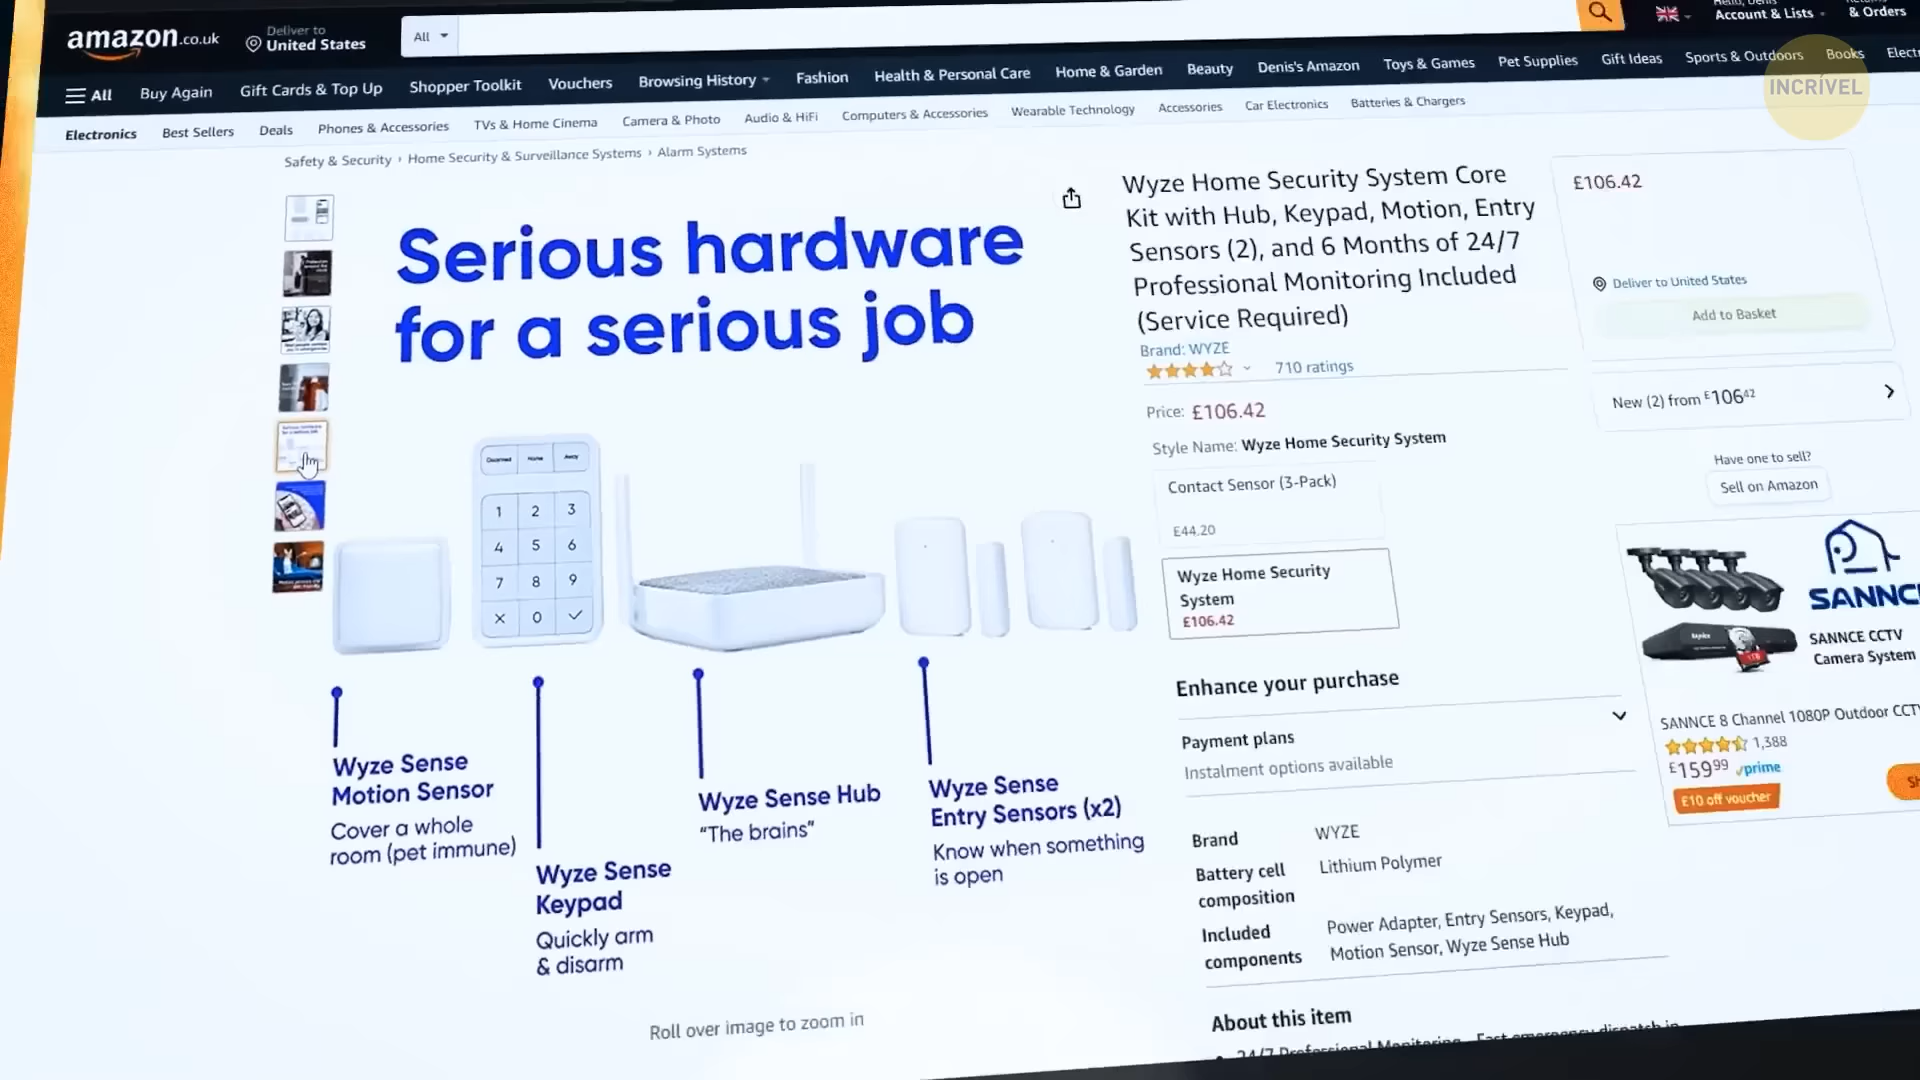 amazon.co.uk
Deliver to
United States
All
Account & Lists
& Orders
All
Buy Again
Gift Cards & Top Up
Shopper Toolkit
Vouchers
Browsing History
Fashion
Health & Personal Care
Home & Garden
Beauty
Denis's Amazon
Toys & Games
Pet Supplies
Gift Ideas
Sports & Outdoors
Books
INCRÍVEL
Electronics
Best Sellers
Deals
Phones & Accessories
TVs & Home Cinema
Camera & Photo
Audio & HiFi
Computers & Accessories
Wearable Technology
Accessories
Car Electronics
Batteries & Chargers
Safety & Security › Home Security & Surveillance Systems › Alarm Systems
Serious hardware
for a serious job
Disarmed Home Away
1 2 3
4 5 6
7 8 9
0
Wyze Sense
Motion Sensor
Cover a whole
room (pet immune)
Wyze Sense
Keypad
Quickly arm
& disarm
Wyze Sense Hub
"The brains"
Wyze Sense
Entry Sensors (x2)
Know when something
is open
Roll over image to zoom in
Wyze Home Security System Core
Kit with Hub, Keypad, Motion, Entry
Sensors (2), and 6 Months of 24/7
Professional Monitoring Included
(Service Required)
Brand: WYZE
710 ratings
Price: £106.42
Style Name: Wyze Home Security System
Contact Sensor (3-Pack)
£44.20
Wyze Home Security
System
£106.42
Enhance your purchase
Payment plans
Instalment options available
Brand WYZE
Battery cell
composition
Lithium Polymer
Included
components
Power Adapter, Entry Sensors, Keypad,
Motion Sensor, Wyze Sense Hub
About this item
24/7 Professional Monitoring
£106.42
Deliver to United States
Add to Basket
New (2) from £106.42
Have one to sell?
Sell on Amazon
SANNCE CCTV
Camera System
SANNCE 8 Channel 1080P Outdoor CCTV
1,388
£159.99 prime
£10 off voucher